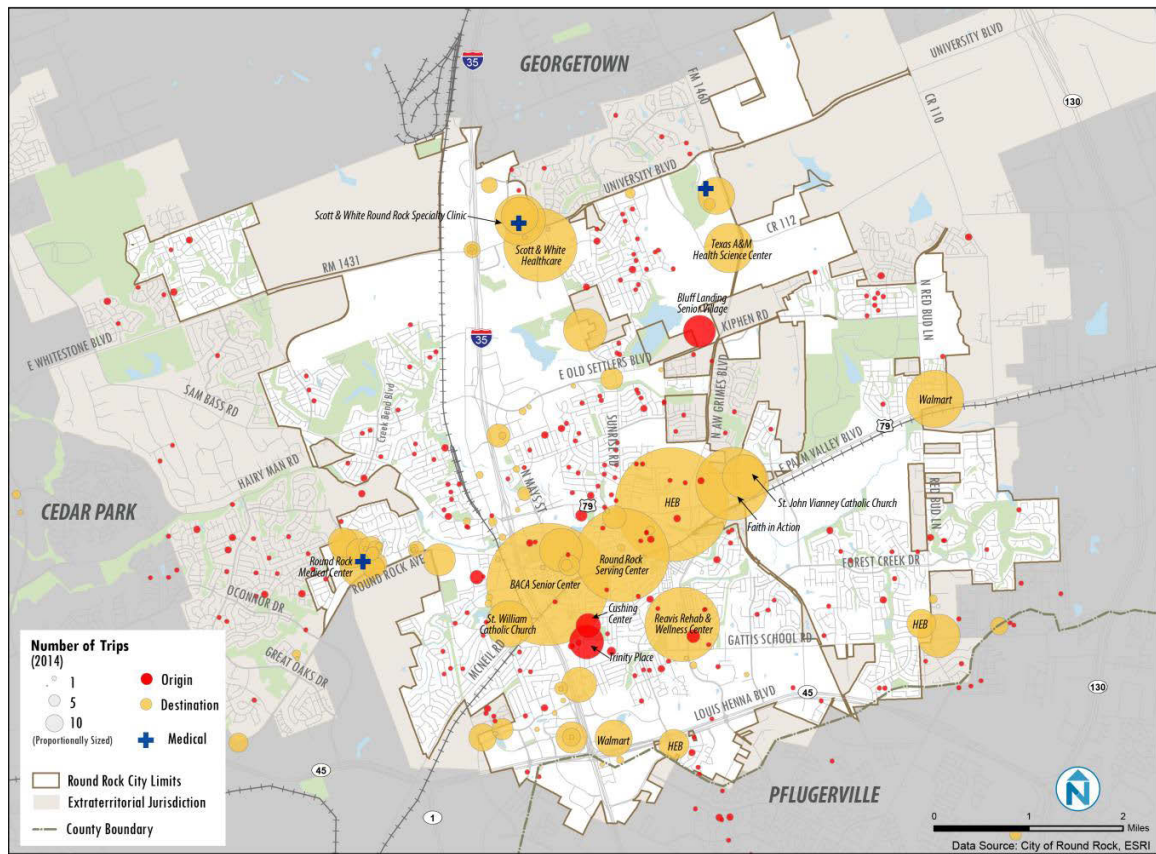 GEORGETOWN
UNIVERSITY BLVD
35
FM 1460
CR 110
130
UNIVERSITY BLVD
Scott & White Round Rock Specialty Clinic
CR 112
Scott & White
Healthcare
Texas A&M
Health Science Center
RM 1431
Bluff Landing
Senior Village
KIPHEN RD
N RED BUD LN
E WHITESTONE BLVD
35
E OLD SETTLERS BLVD
N AW GRIMES BLVD
SAM BASS RD
Creek Bend Blvd
Walmart
79
SUNRISE RD
E PALM VALLEY BLVD
HAIRY MAN RD
N MAYS ST
CEDAR PARK
79
HEB
St. John Vianney Catholic Church
Faith in Action
RED BUD LN
Round Rock
Medical Center
ROUND ROCK AVE
Round Rock
Serving Center
FOREST CREEK DR
BACA Senior Center
OCONNOR DR
St. William
Catholic Church
Cushing
Center
Reavis Rehab &
Wellness Center
GATTIS SCHOOL RD
HEB
MCNEIL RD
Trinity Place
GREAT OAKS DR
LOUIS HENNA BLVD
45
130
Walmart
HEB
45
1
PFLUGERVILLE
Number of Trips
(2014)
1
5
10
(Proportionally Sized)
Origin
Destination
Medical
Round Rock City Limits
Extraterritorial Jurisdiction
County Boundary
N
0 1 2
Miles
Data Source: City of Round Rock, ESRI